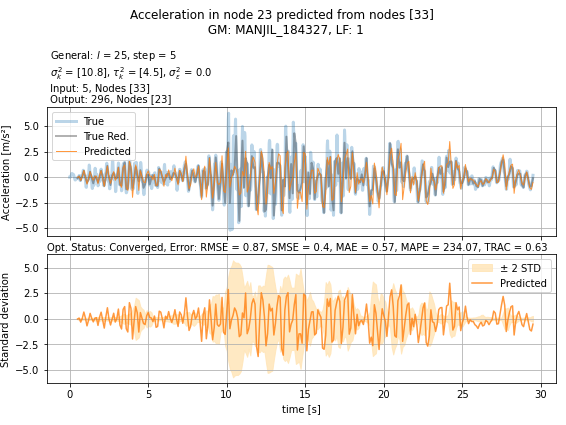 Acceleration in node 23 predicted from nodes [33]
GM: MANJIL_184327, LF: 1
General: l = 25, step = 5
σ²ₖ = [10.8], τ²ₖ = [4.5], σ²ε = 0.0
Input: 5, Nodes [33]
Output: 296, Nodes [23]
Acceleration [m/s²]
5.0
2.5
0.0
−2.5
−5.0
True
True Red.
Predicted
Opt. Status: Converged, Error: RMSE = 0.87, SMSE = 0.4, MAE = 0.57, MAPE = 234.07, TRAC = 0.63
Standard deviation
5.0
2.5
0.0
−2.5
−5.0
± 2 STD
Predicted
0 5 10 15 20 25 30
time [s]